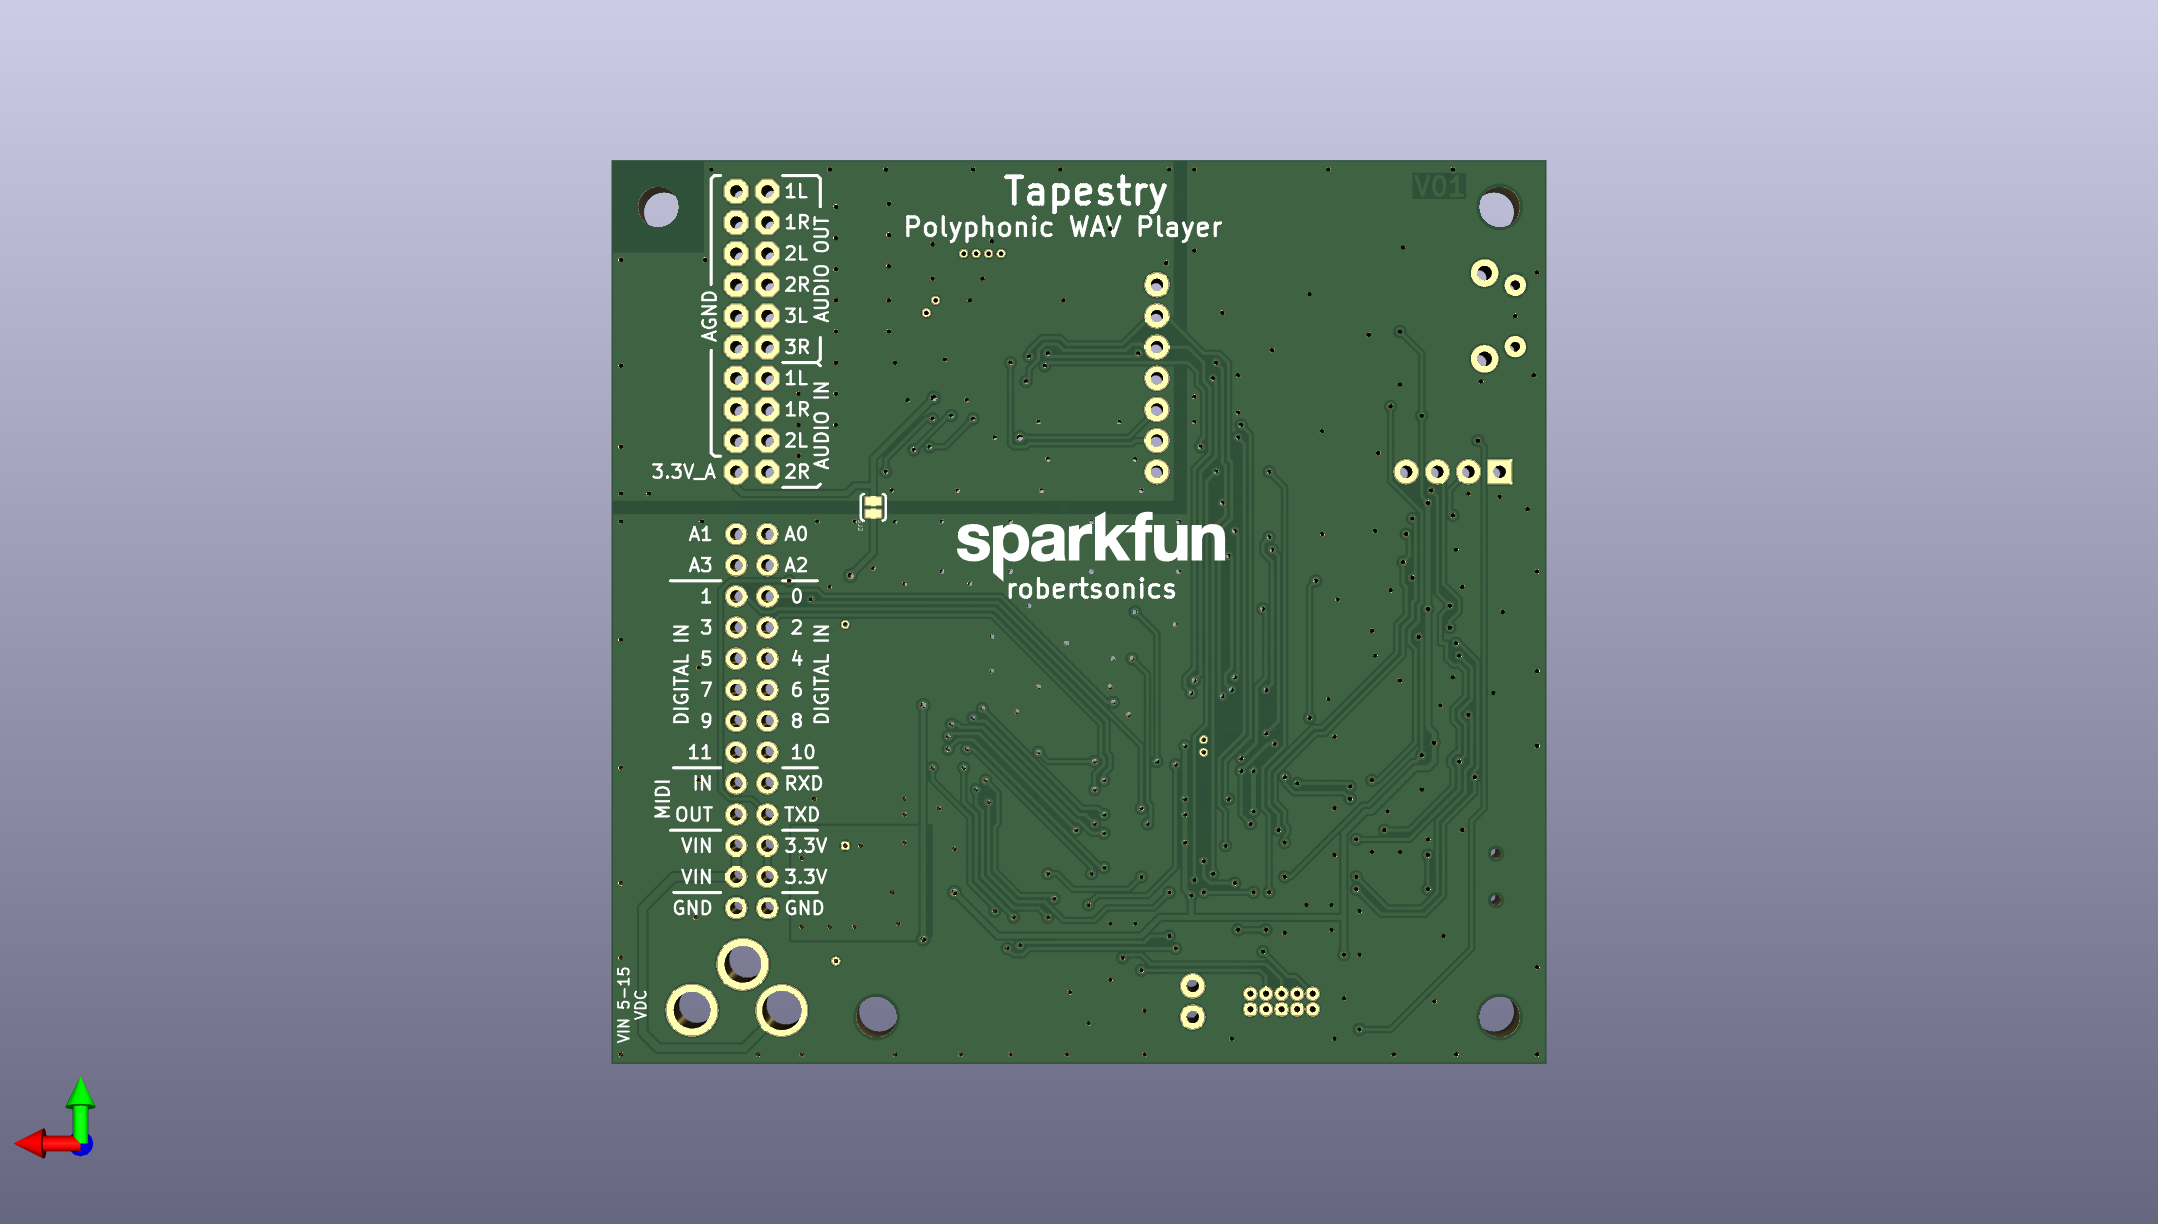 Tapestry
Polyphonic WAV Player
V01
1L
1R
2L
2R
3L
3R
AUDIO OUT
AGND
1L
1R
2L
3.3V_A 2R
AUDIO IN
A1 A0
A3 A2
1 0
3 2
5 4
7 6
9 8
11 10
DIGITAL IN
DIGITAL IN
MIDI
IN RXD
OUT TXD
VIN 3.3V
VIN 3.3V
GND GND
VIN 5-15
VDC
sparkfun
robertsonics